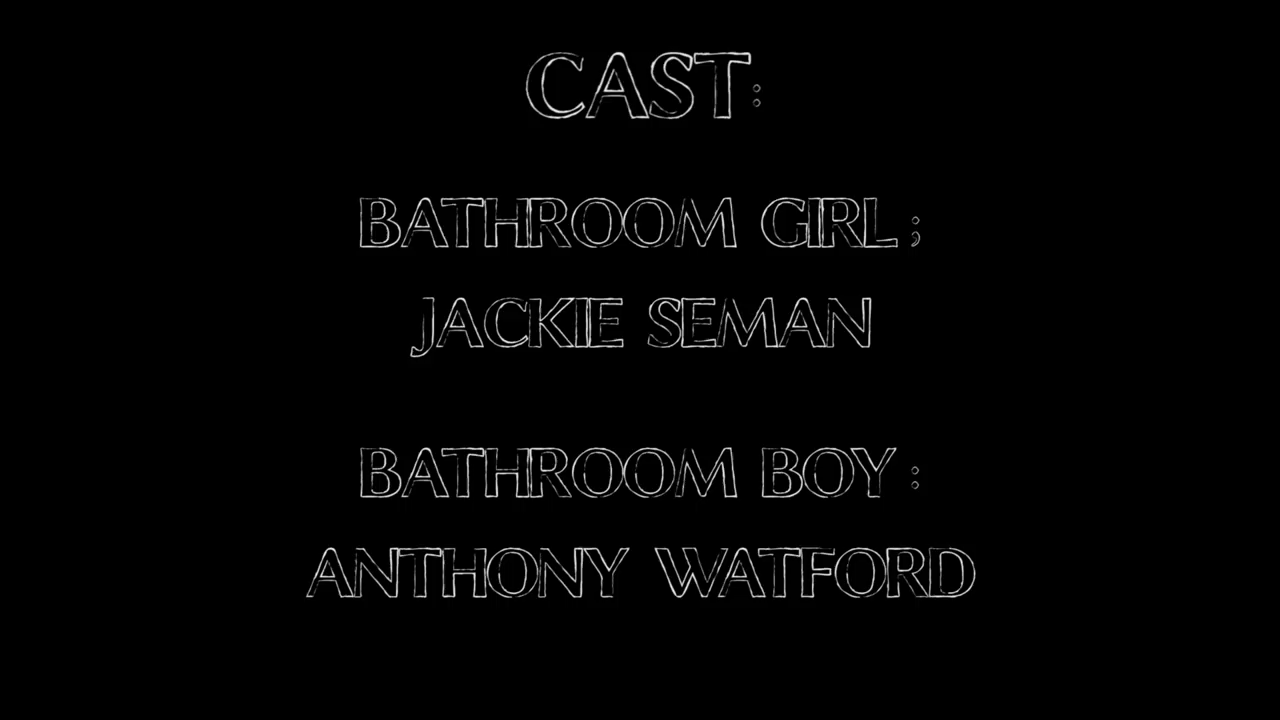 CAST:
BATHROOM GIRL ;
JACKIE SEMAN
BATHROOM BOY :
ANTHONY WATFORD